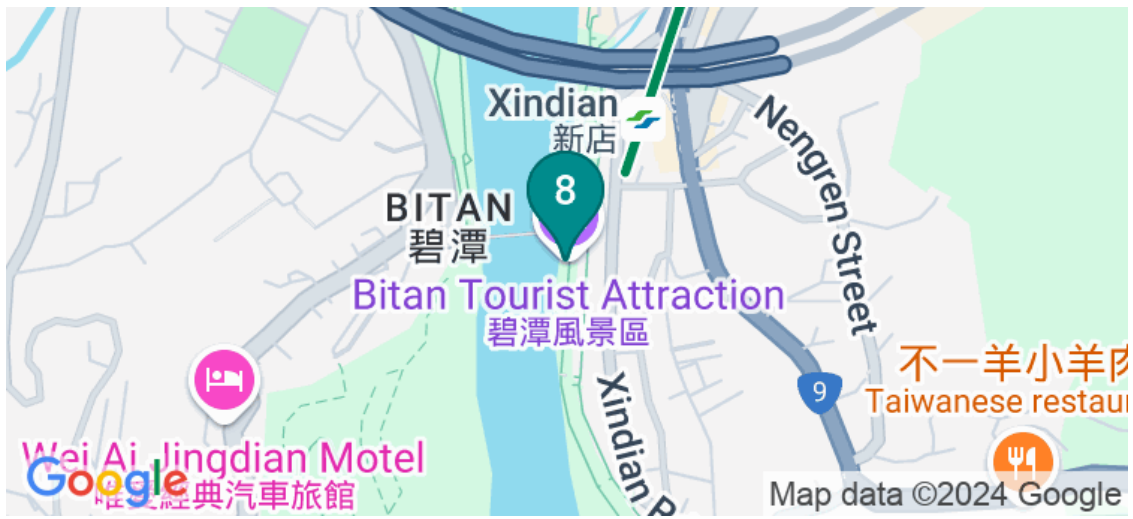 Xindian
新店
Nengren Street
8
BITAN
碧潭
Bitan Tourist Attraction
碧潭風景區
不一羊小羊肉
Taiwanese restaur
9
Xindian R
Wei Ai Jingdian Motel
唯愛經典汽車旅館
Google
Map data ©2024 Google